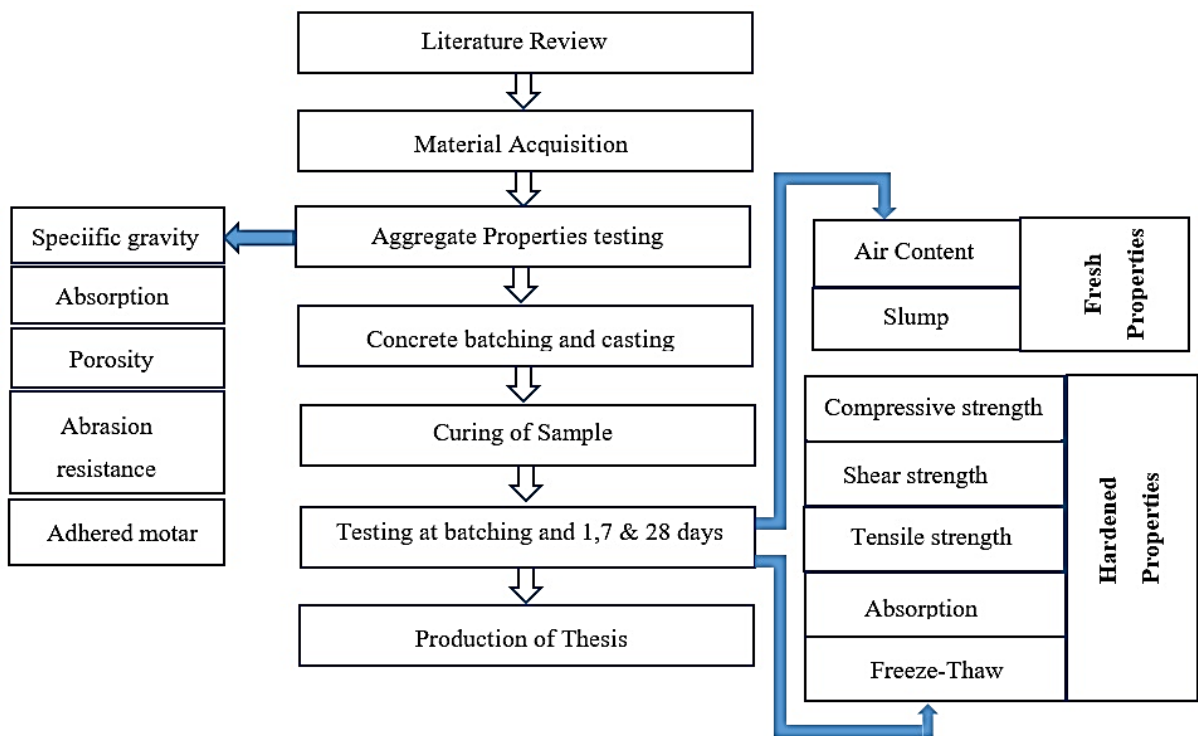 Literature Review
Material Acquisition
Aggregate Properties testing
Concrete batching and casting
Curing of Sample
Testing at batching and 1,7 & 28 days
Production of Thesis
Speciific gravity
Absorption
Porosity
Abrasion
resistance
Adhered motar
Air Content
Slump
Fresh
Properties
Compressive strength
Shear strength
Tensile strength
Absorption
Freeze-Thaw
Hardened
Properties